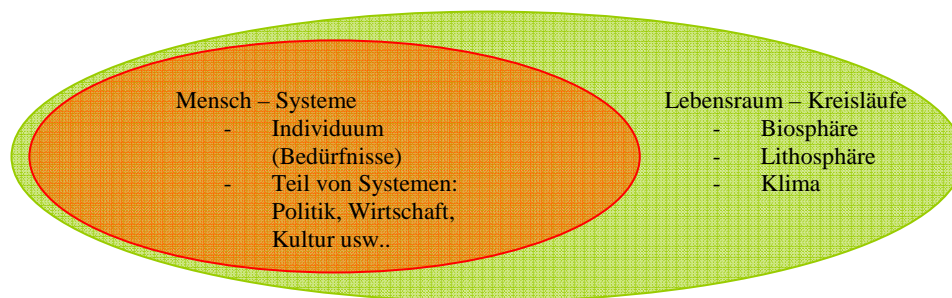 Mensch – Systeme
- Individuum
(Bedürfnisse)
- Teil von Systemen:
Politik, Wirtschaft,
Kultur usw..
Lebensraum – Kreisläufe
- Biosphäre
- Lithosphäre
- Klima